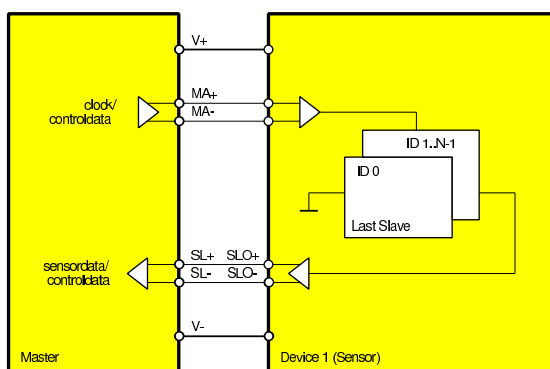 V+
clock/
controldata
MA+
MA-
ID 1..N-1
ID 0
Last Slave
sensordata/
controldata
SL+ SLO+
SL- SLO-
V-
Master
Device 1 (Sensor)